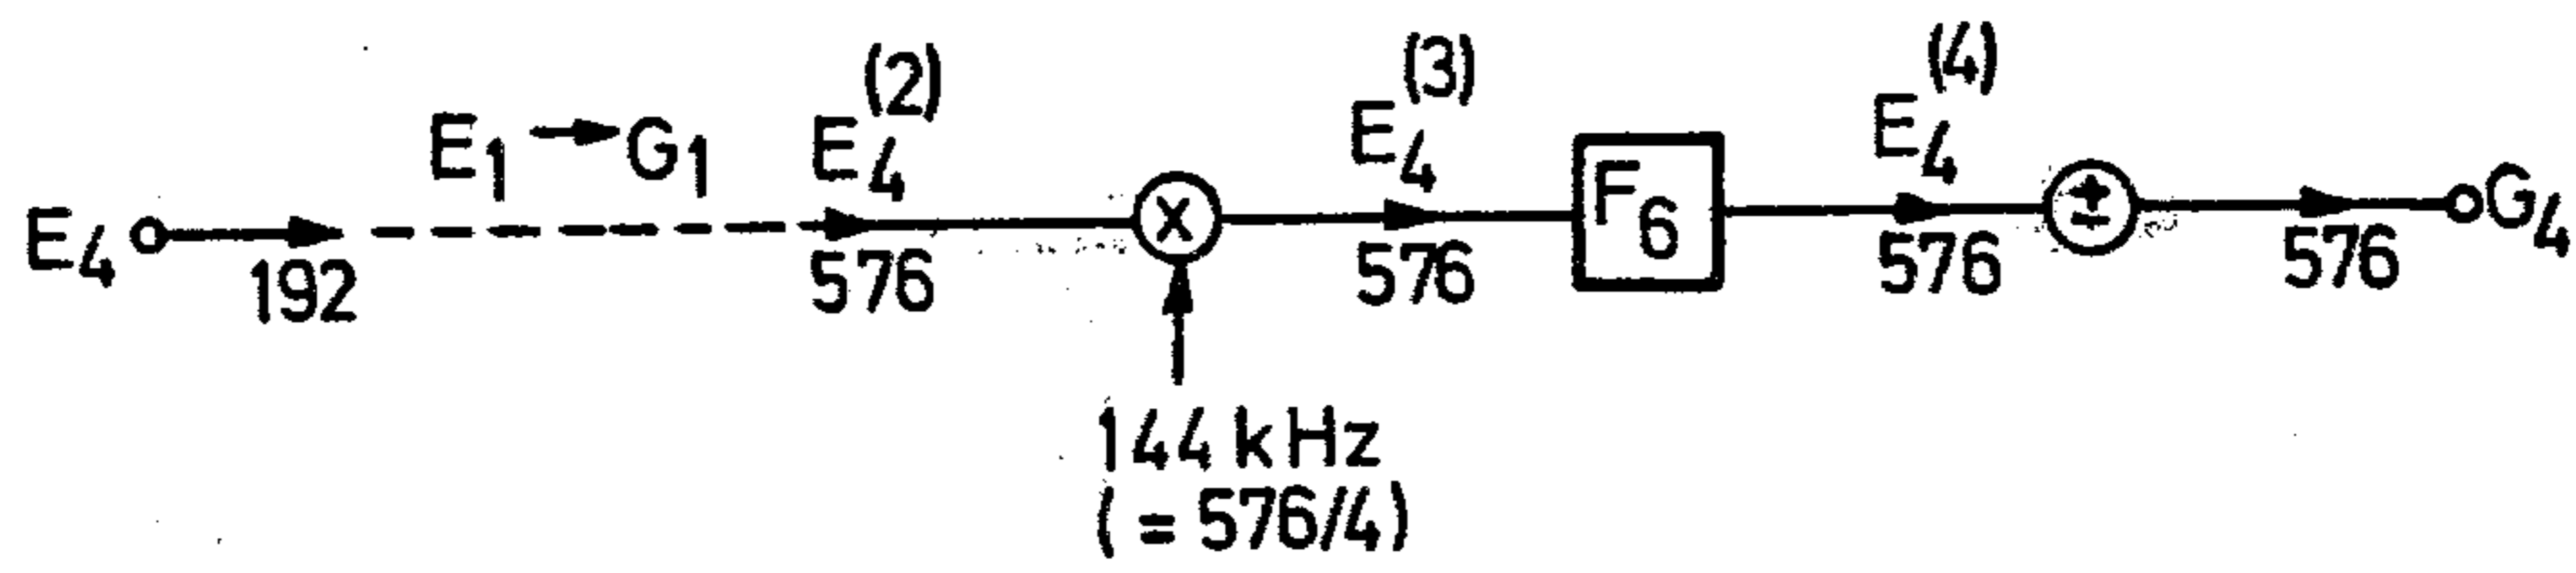 E4 192
E1 → G1
E4(2) 576
x
144 kHz
( = 576/4)
E4(3) 576
F6
E4(4) 576
±
576 G4